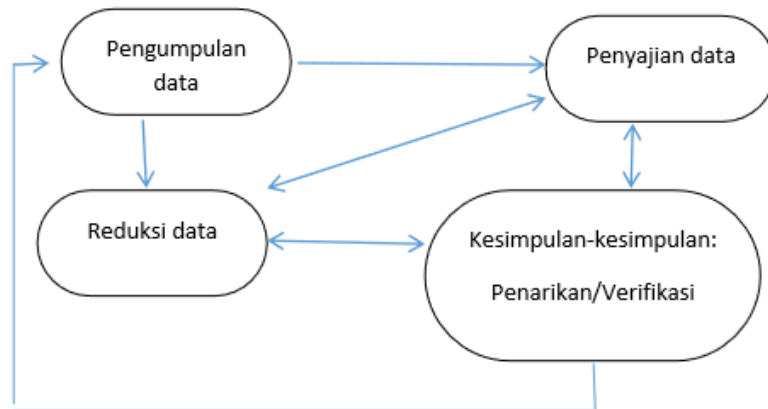 Pengumpulan
data
Penyajian data
Reduksi data
Kesimpulan-kesimpulan:
Penarikan/Verifikasi